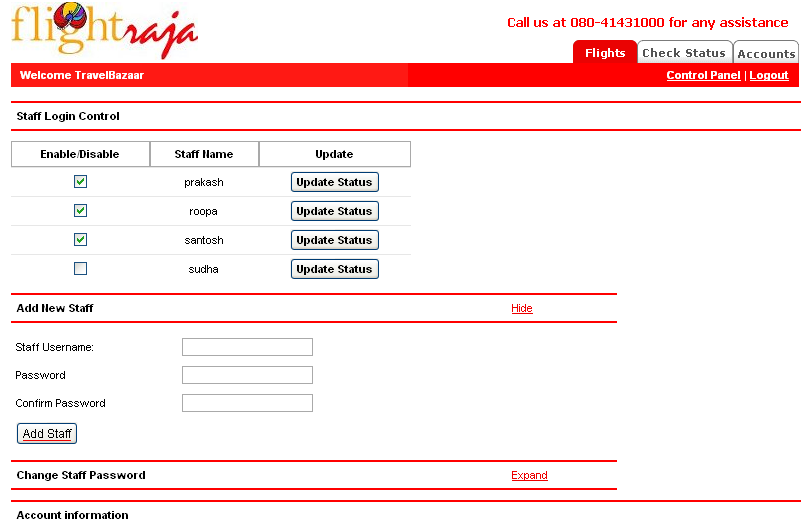 flightraja
Call us at 080-41431000 for any assistance
Flights Check Status Accounts
Welcome TravelBazaar Control Panel | Logout
Staff Login Control
Enable/Disable Staff Name Update
prakash Update Status
roopa Update Status
santosh Update Status
sudha Update Status
Add New Staff Hide
Staff Username:
Password
Confirm Password
Add Staff
Change Staff Password Expand
Account information